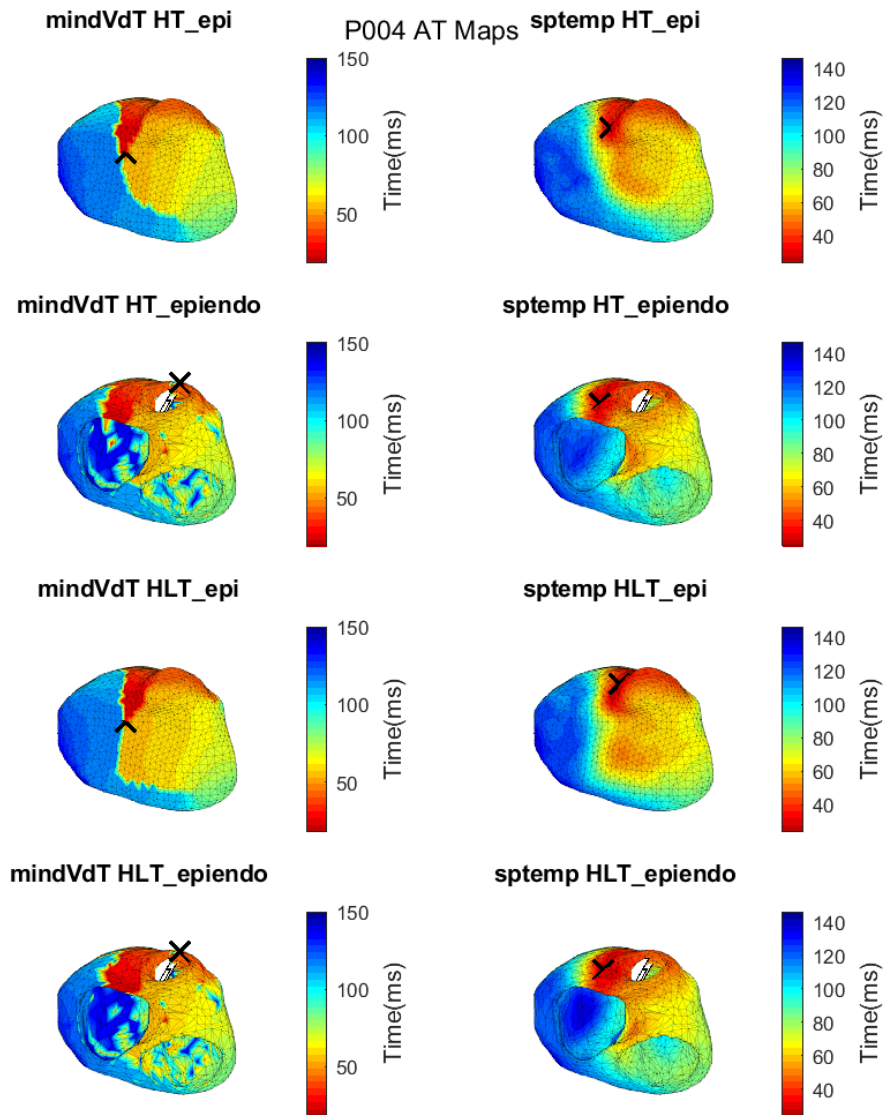 P004 AT Maps
mindVdT HT_epi
150
100
50
Time(ms)
sptemp HT_epi
140
120
100
80
60
40
Time(ms)
mindVdT HT_epiendo
150
100
50
Time(ms)
sptemp HT_epiendo
140
120
100
80
60
40
Time(ms)
mindVdT HLT_epi
150
100
50
Time(ms)
sptemp HLT_epi
140
120
100
80
60
40
Time(ms)
mindVdT HLT_epiendo
150
100
50
Time(ms)
sptemp HLT_epiendo
140
120
100
80
60
40
Time(ms)